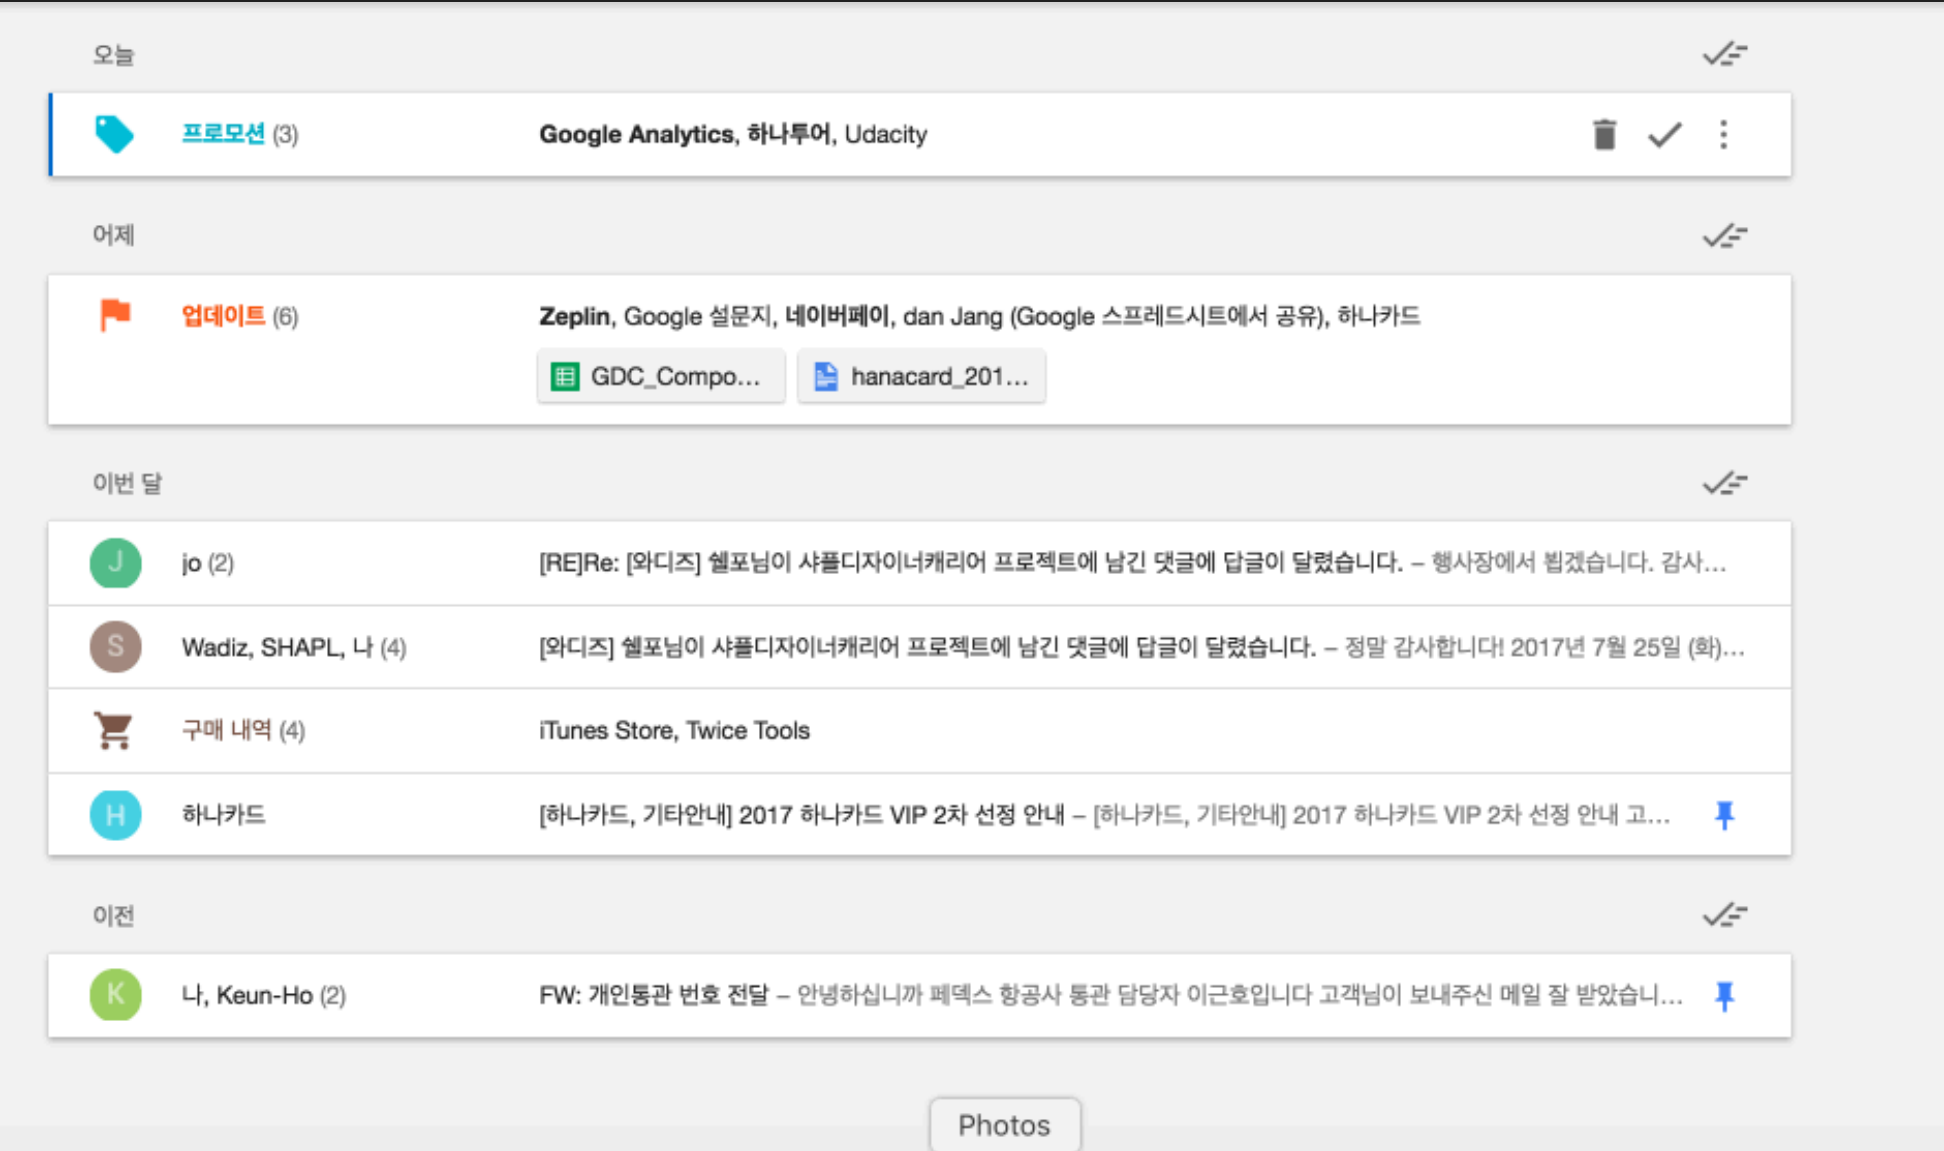 오늘
프로모션 (3) Google Analytics, 하나투어, Udacity
어제
업데이트 (6) Zeplin, Google 설문지, 네이버페이, dan Jang (Google 스프레드시트에서 공유), 하나카드
GDC_Compo... hanacard_201...
이번 달
J jo (2) [RE]Re: [와디즈] 쉘포님이 샤플디자이너캐리어 프로젝트에 남긴 댓글에 답글이 달렸습니다. – 행사장에서 뵙겠습니다. 감사...
S Wadiz, SHAPL, 나 (4) [와디즈] 쉘포님이 샤플디자이너캐리어 프로젝트에 남긴 댓글에 답글이 달렸습니다. – 정말 감사합니다! 2017년 7월 25일 (화)...
구매 내역 (4) iTunes Store, Twice Tools
H 하나카드 [하나카드, 기타안내] 2017 하나카드 VIP 2차 선정 안내 – [하나카드, 기타안내] 2017 하나카드 VIP 2차 선정 안내 고...
이전
K 나, Keun-Ho (2) FW: 개인통관 번호 전달 – 안녕하십니까 페덱스 항공사 통관 담당자 이근호입니다 고객님이 보내주신 메일 잘 받았습니...
Photos